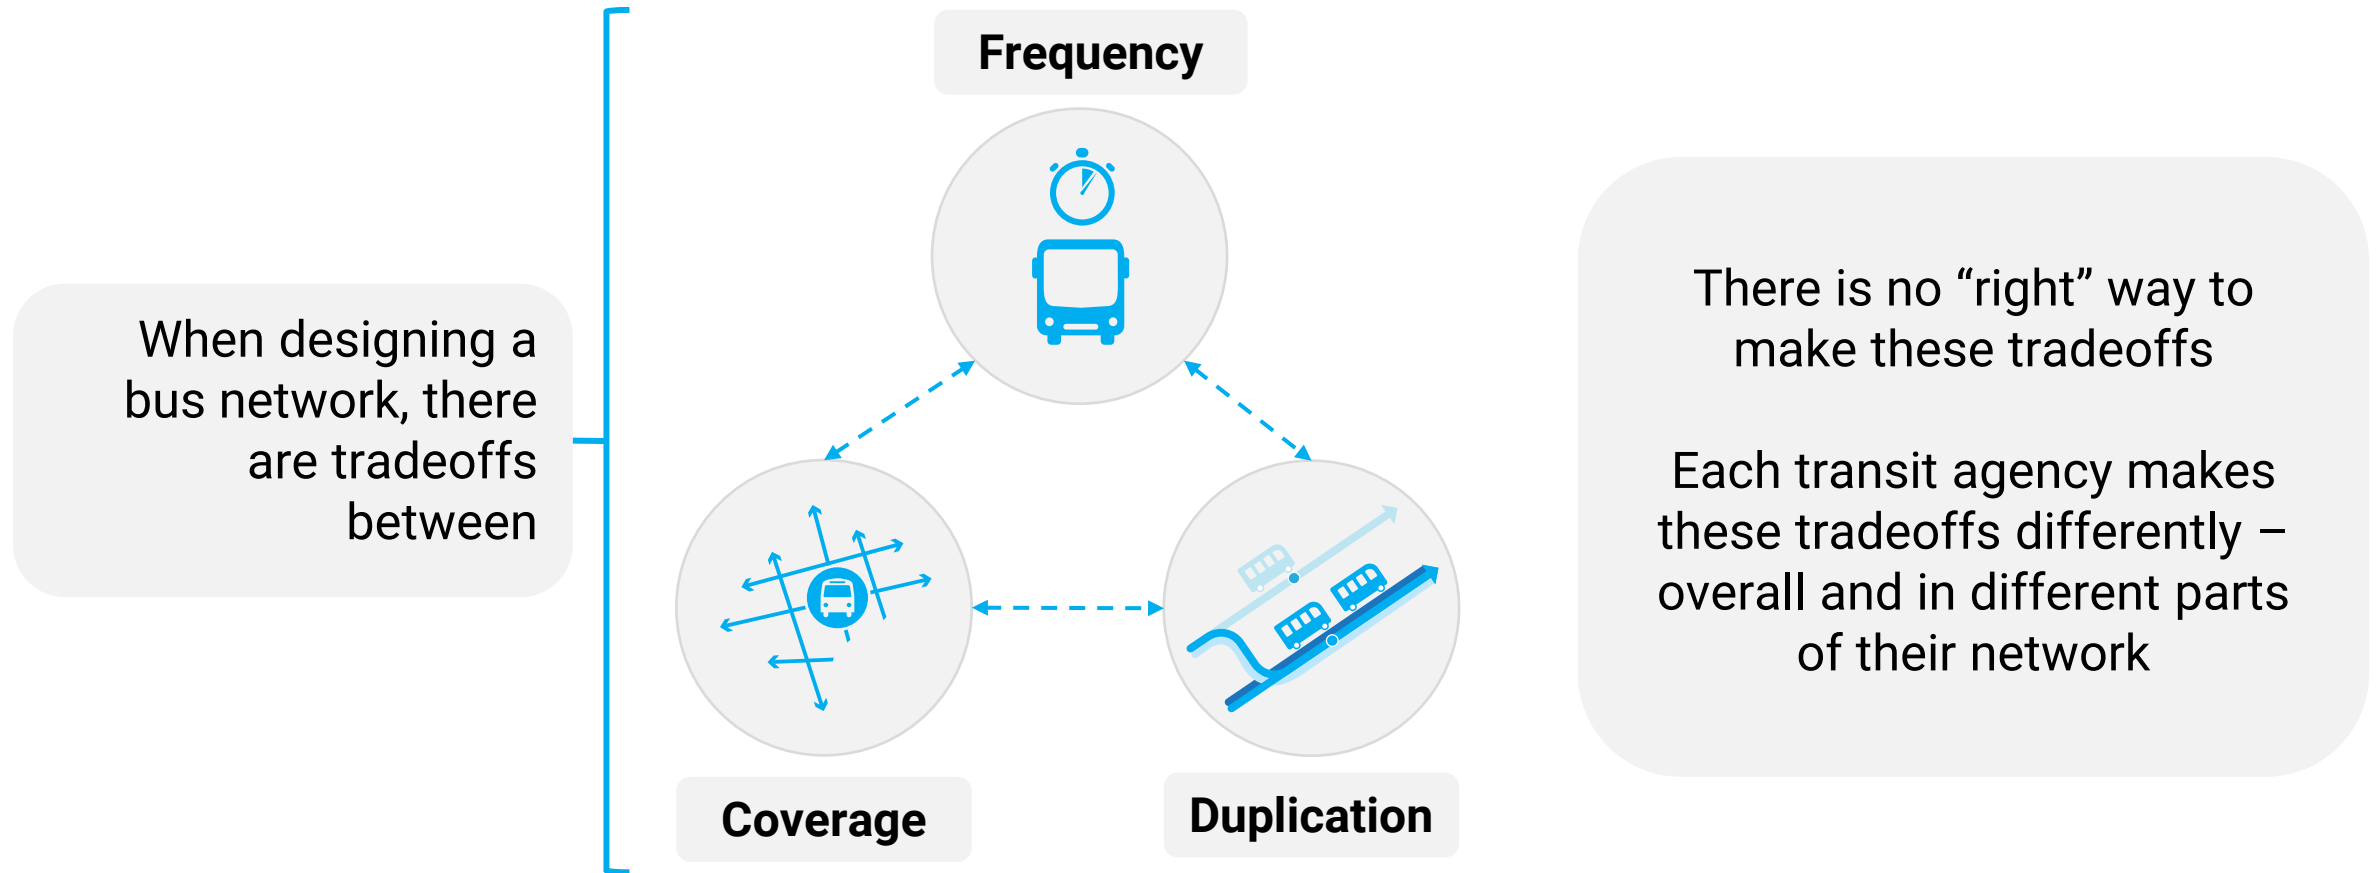 When designing a
bus network, there
are tradeoffs
between
Frequency
Coverage
Duplication
There is no “right” way to
make these tradeoffs
Each transit agency makes
these tradeoffs differently –
overall and in different parts
of their network